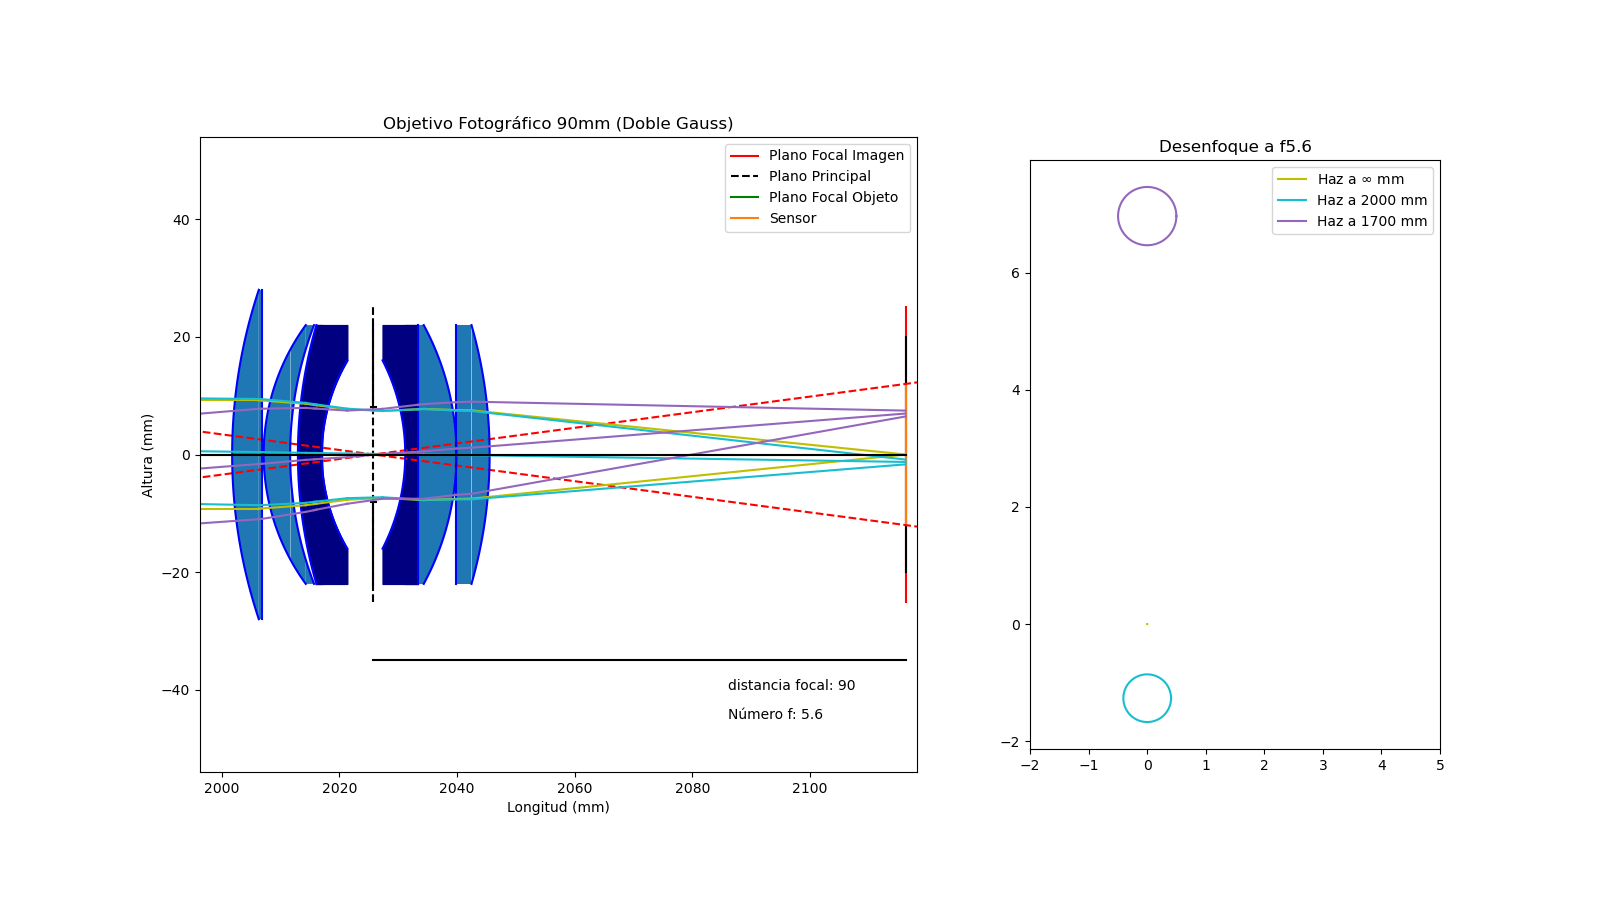 Objetivo Fotográfico 90mm (Doble Gauss)
Plano Focal Imagen
Plano Principal
Plano Focal Objeto
Sensor
Altura (mm)
40
20
0
−20
−40
distancia focal: 90
Número f: 5.6
2000 2020 2040 2060 2080 2100
Longitud (mm)
Desenfoque a f5.6
Haz a ∞ mm
Haz a 2000 mm
Haz a 1700 mm
6
4
2
0
−2
−2 −1 0 1 2 3 4 5